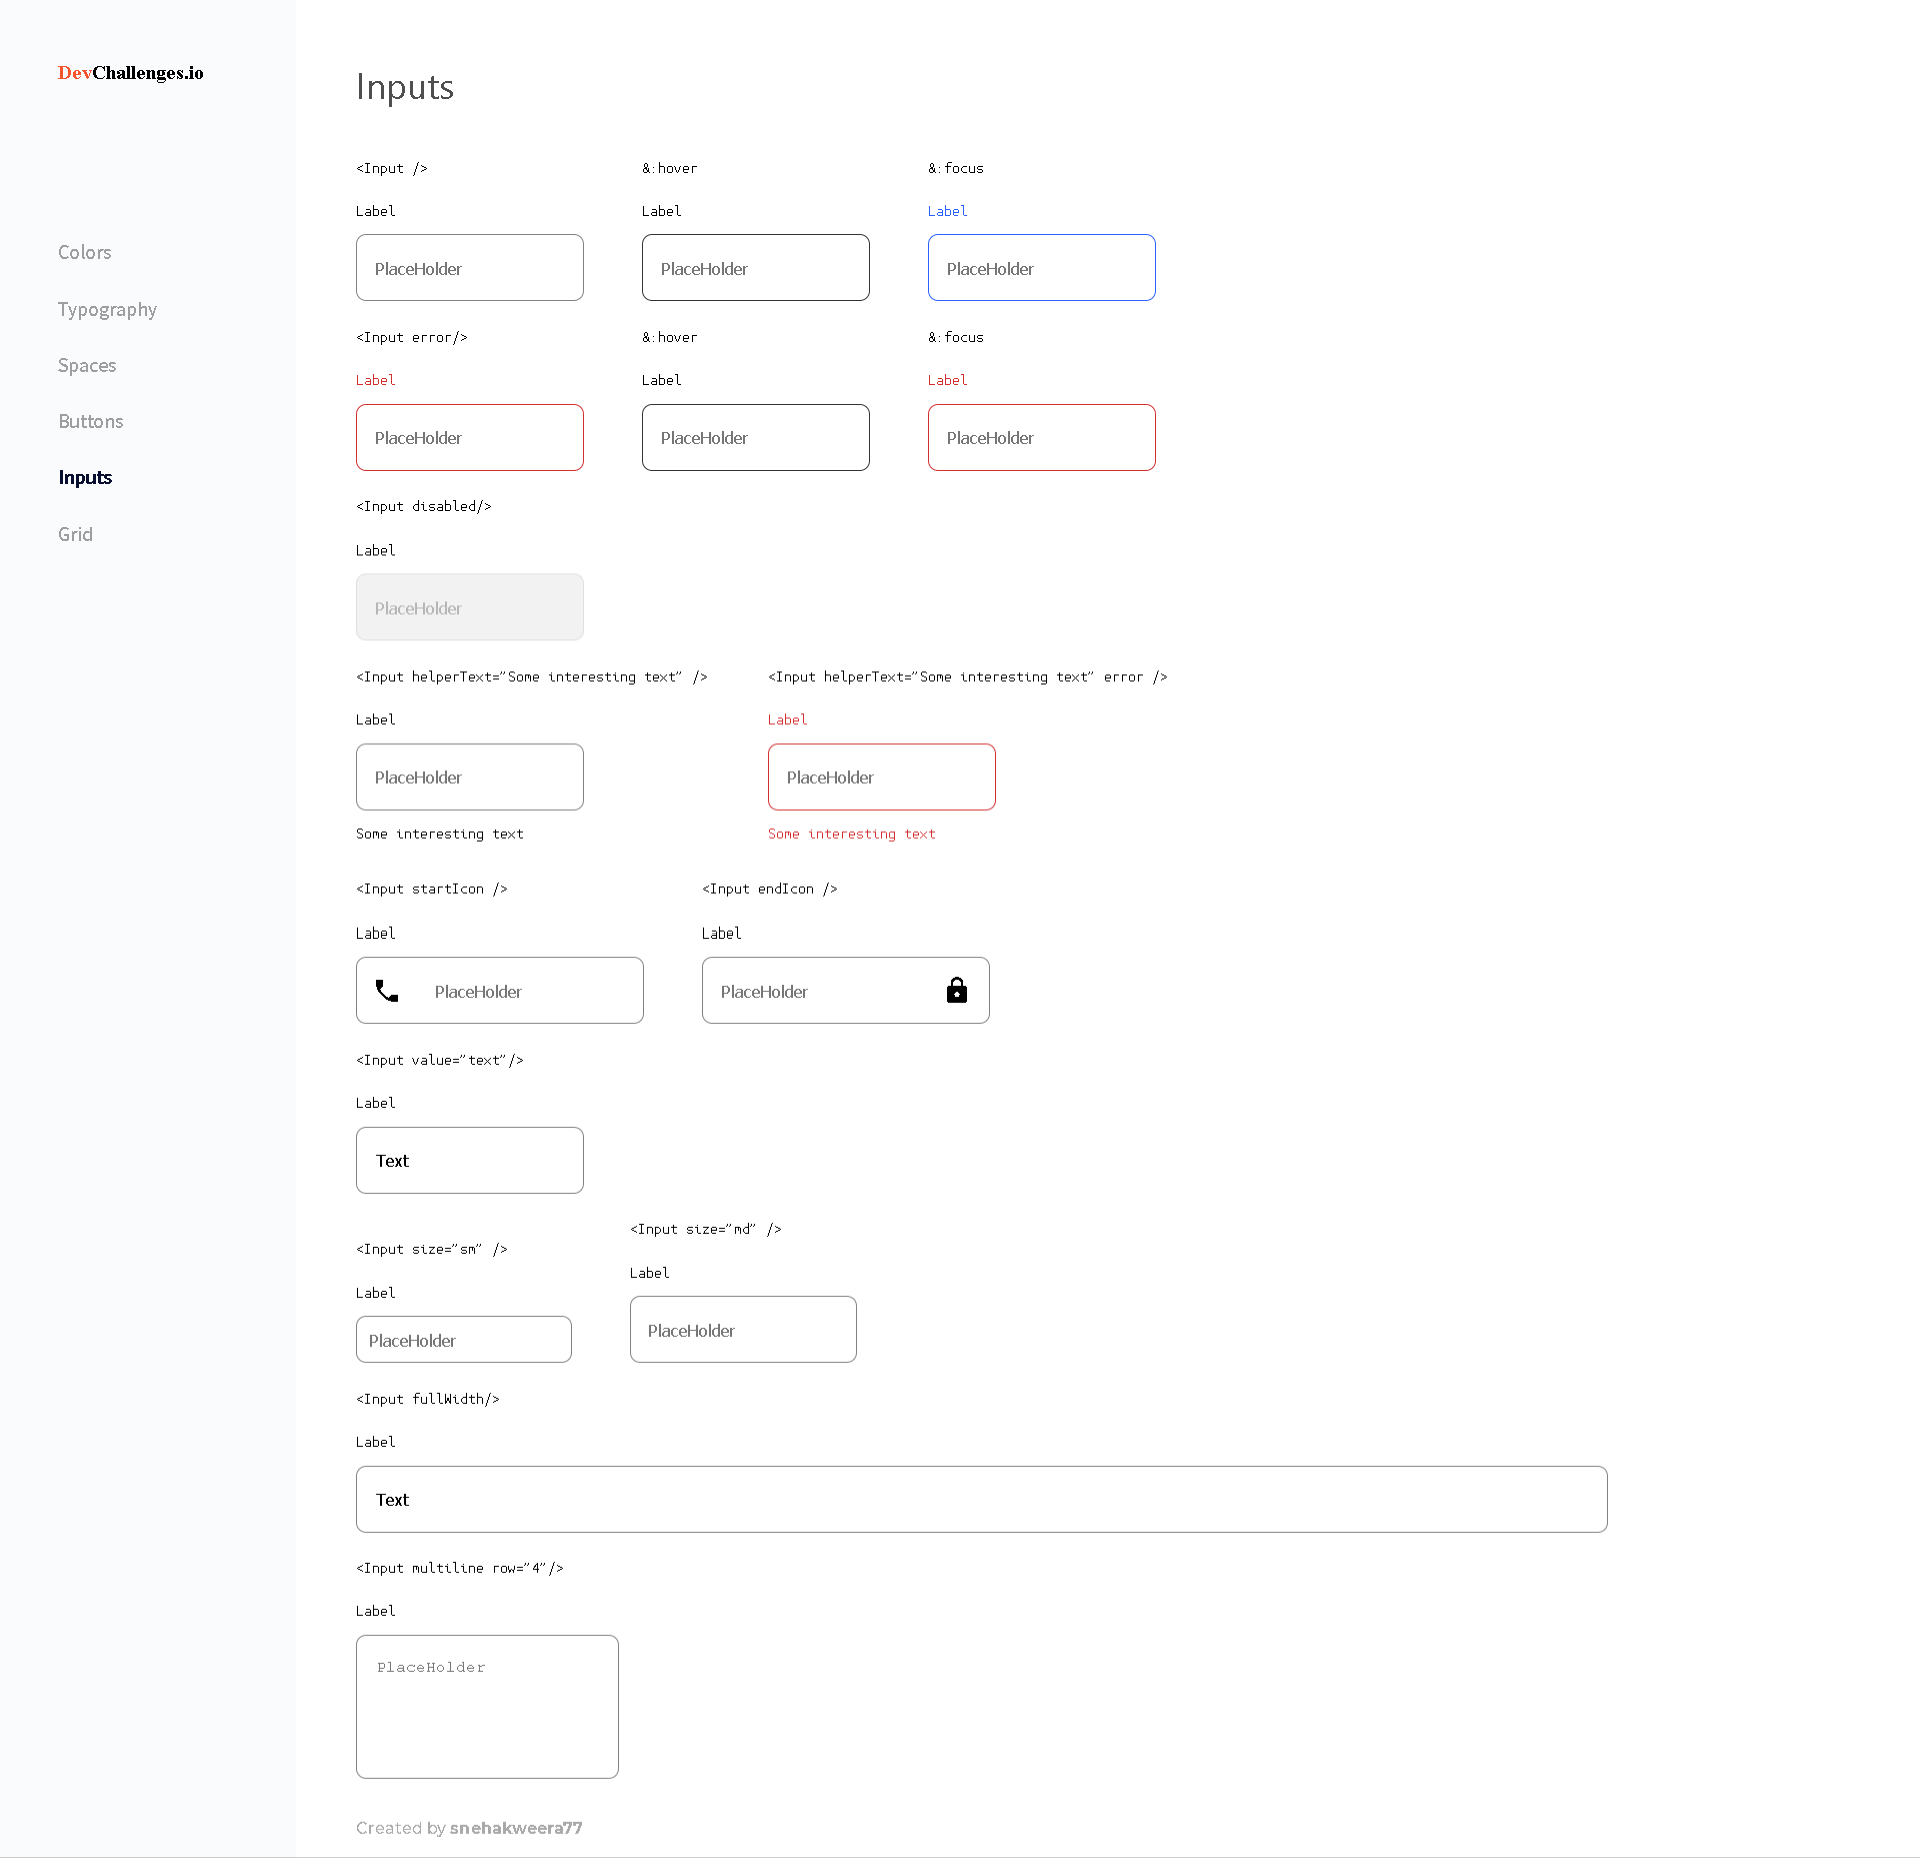 DevChallenges.io
Colors
Typography
Spaces
Buttons
Inputs
Grid
Inputs
<Input />
&:hover
&:focus
Label
Label
Label
PlaceHolder
PlaceHolder
PlaceHolder
<Input error/>
&:hover
&:focus
Label
Label
Label
PlaceHolder
PlaceHolder
PlaceHolder
<Input disabled/>
Label
PlaceHolder
<Input helperText="Some interesting text" />
<Input helperText="Some interesting text" error />
Label
Label
PlaceHolder
PlaceHolder
Some interesting text
Some interesting text
<Input startIcon />
<Input endIcon />
Label
Label
PlaceHolder
PlaceHolder
<Input value="text"/>
Label
Text
<Input size="sm" />
<Input size="md" />
Label
Label
PlaceHolder
PlaceHolder
<Input fullWidth/>
Label
Text
<Input multiline row="4"/>
Label
PlaceHolder
Created by snehakweera77